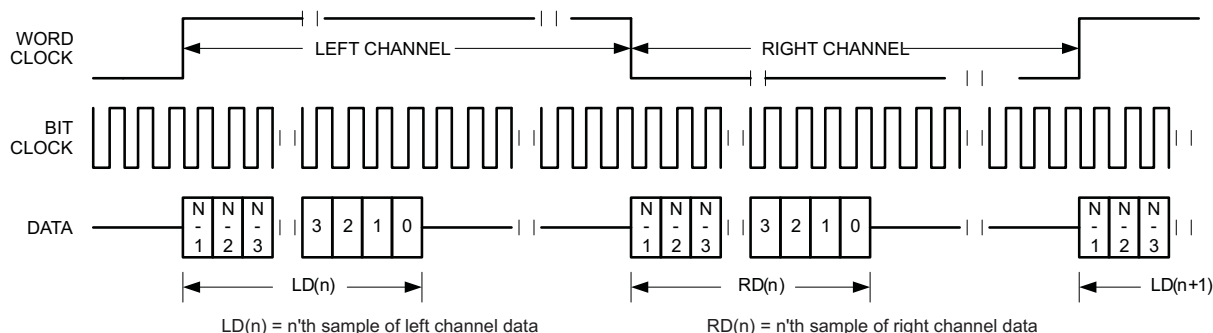 WORD
CLOCK
LEFT CHANNEL
RIGHT CHANNEL
BIT
CLOCK
DATA
N-1 N-2 N-3 3 2 1 0 N-1 N-2 N-3 3 2 1 0 N-1 N-2 N-3
LD(n) RD(n) LD(n+1)
LD(n) = n'th sample of left channel data RD(n) = n'th sample of right channel data